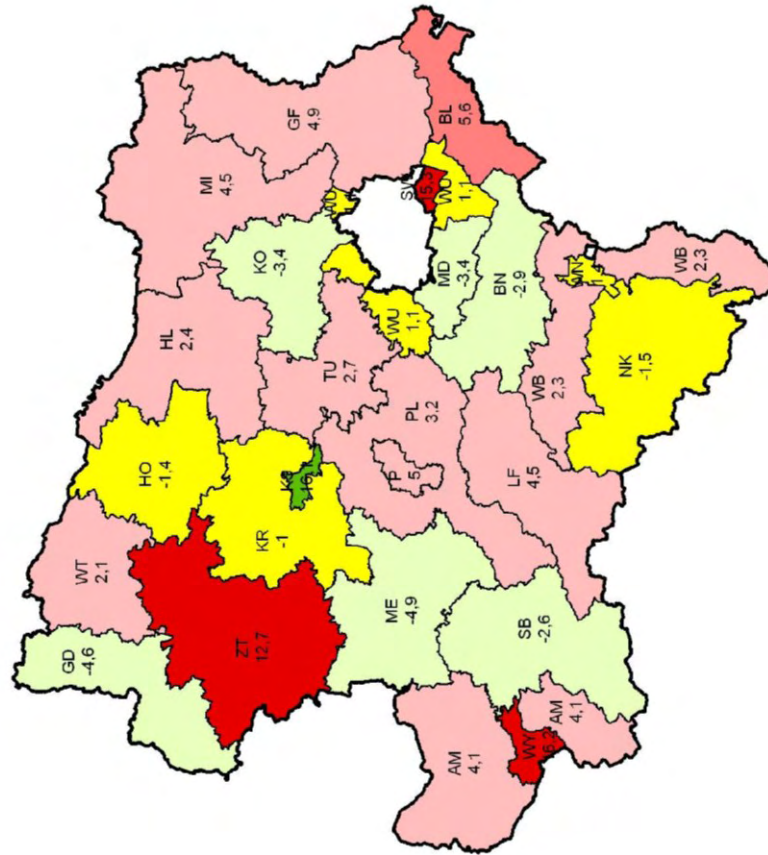 GF
4,9
BL
5,6
MI
4,5
KO
-3,4
HL
2,4
WU
WO
1,1
MD
-3,4
BN
-2,9
WB
2,3
TU
2,7
WU
1,1
HO
-1,4
PL
3,2
WB
2,3
NK
-1,5
WT
2,1
KR
-1
LF
4,5
GD
-4,6
ZT
12,7
ME
-4,9
SB
-2,6
AM
4,1
WY
AM
4,1